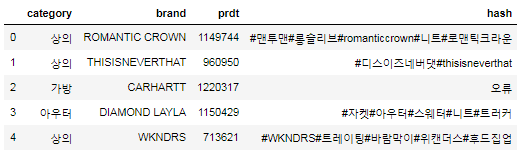 category brand prdt hash
0 상의 ROMANTIC CROWN 1149744 #맨투맨#롱슬리브#romanticcrown#니트#로맨틱크라운
1 상의 THISISNEVERTHAT 960950 #디스이즈네버댓#thisisneverthat
2 가방 CARHARTT 1220317 오류
3 아우터 DIAMOND LAYLA 1150429 #자켓#아우터#스웨터#니트#트러커
4 상의 WKNDRS 713621 #WKNDRS#트레이팅#바람막이#위캔더스#후드집업